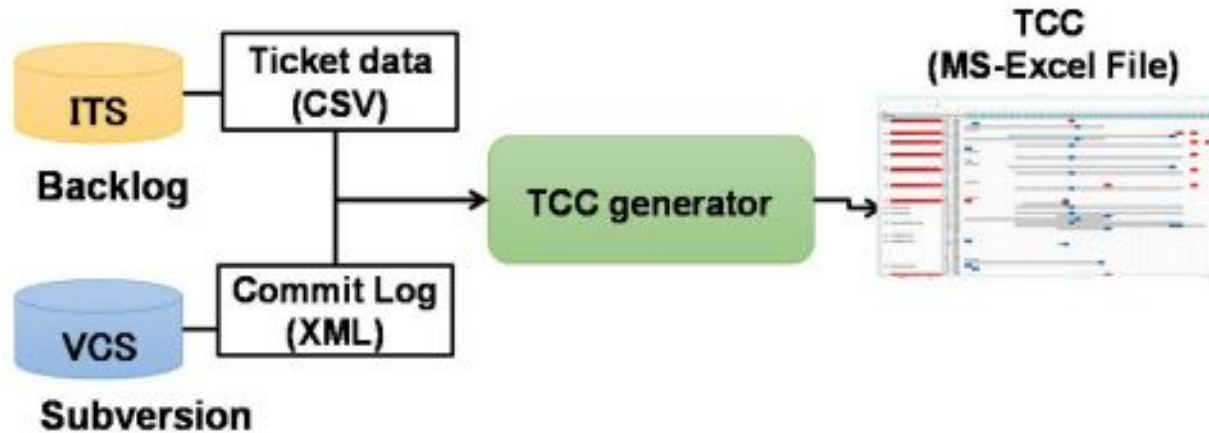 ITS
Backlog
Ticket data
(CSV)
VCS
Subversion
Commit Log
(XML)
TCC generator
TCC
(MS-Excel File)